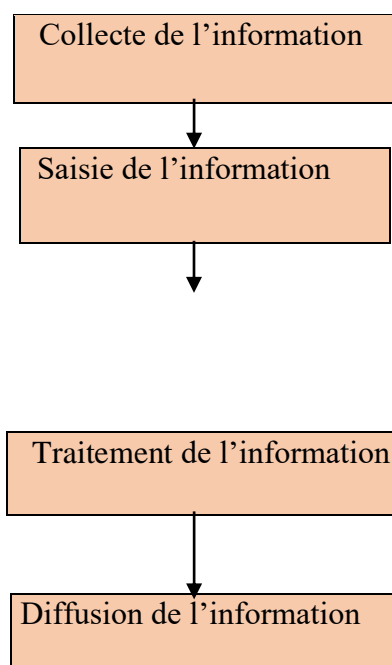 Collecte de l’information
Saisie de l’information
Traitement de l’information
Diffusion de l’information